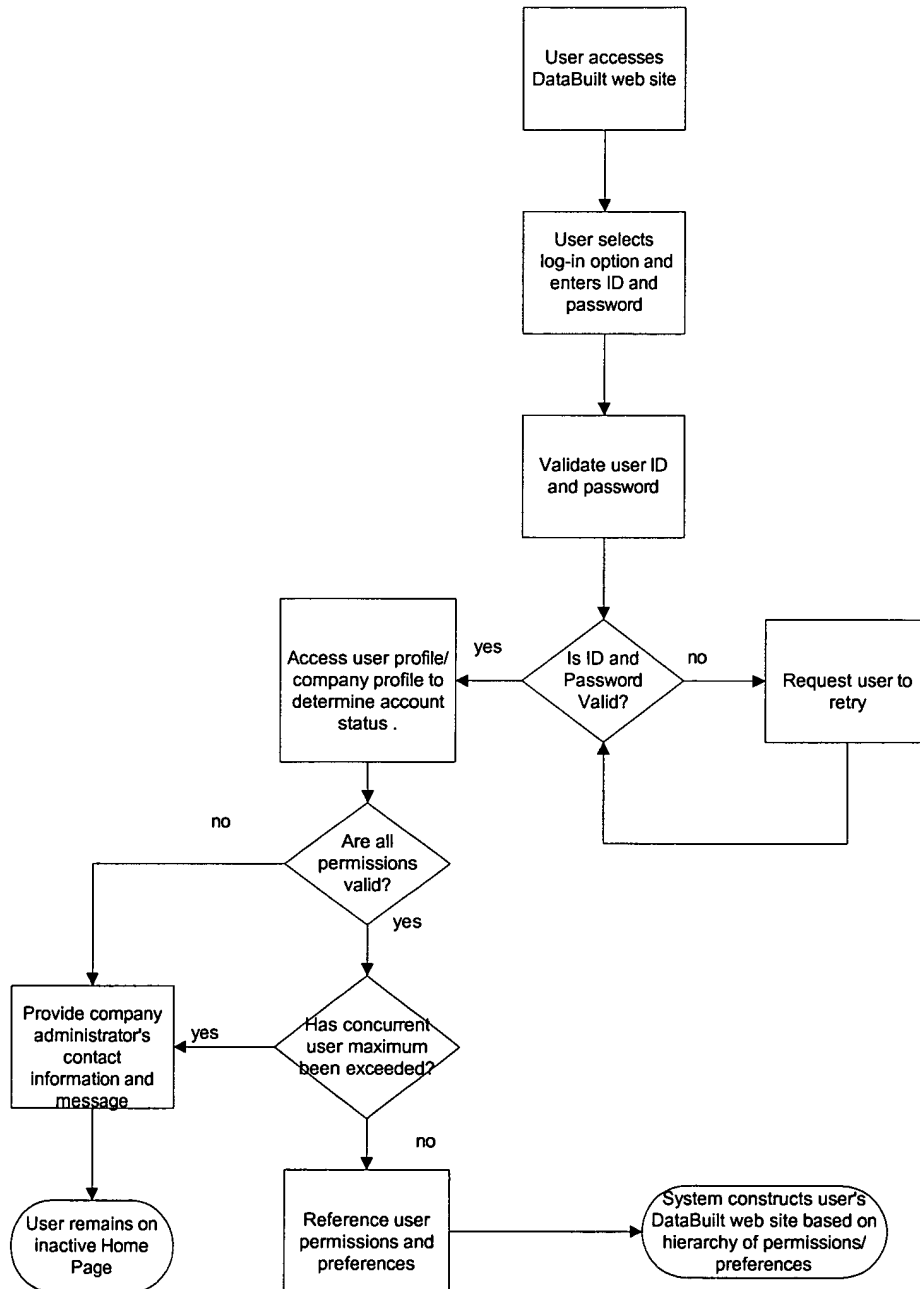 User accesses
DataBuilt web site
User selects
log-in option and
enters ID and
password
Validate user ID
and password
Access user profile/
company profile to
determine account
status .
yes
Is ID and
Password
Valid?
no
Request user to
retry
no
Are all
permissions
valid?
yes
Provide company
administrator's
contact
information and
message
yes
Has concurrent
user maximum
been exceeded?
no
User remains on
inactive Home
Page
Reference user
permissions and
preferences
System constructs user's
DataBuilt web site based on
hierarchy of permissions/
preferences